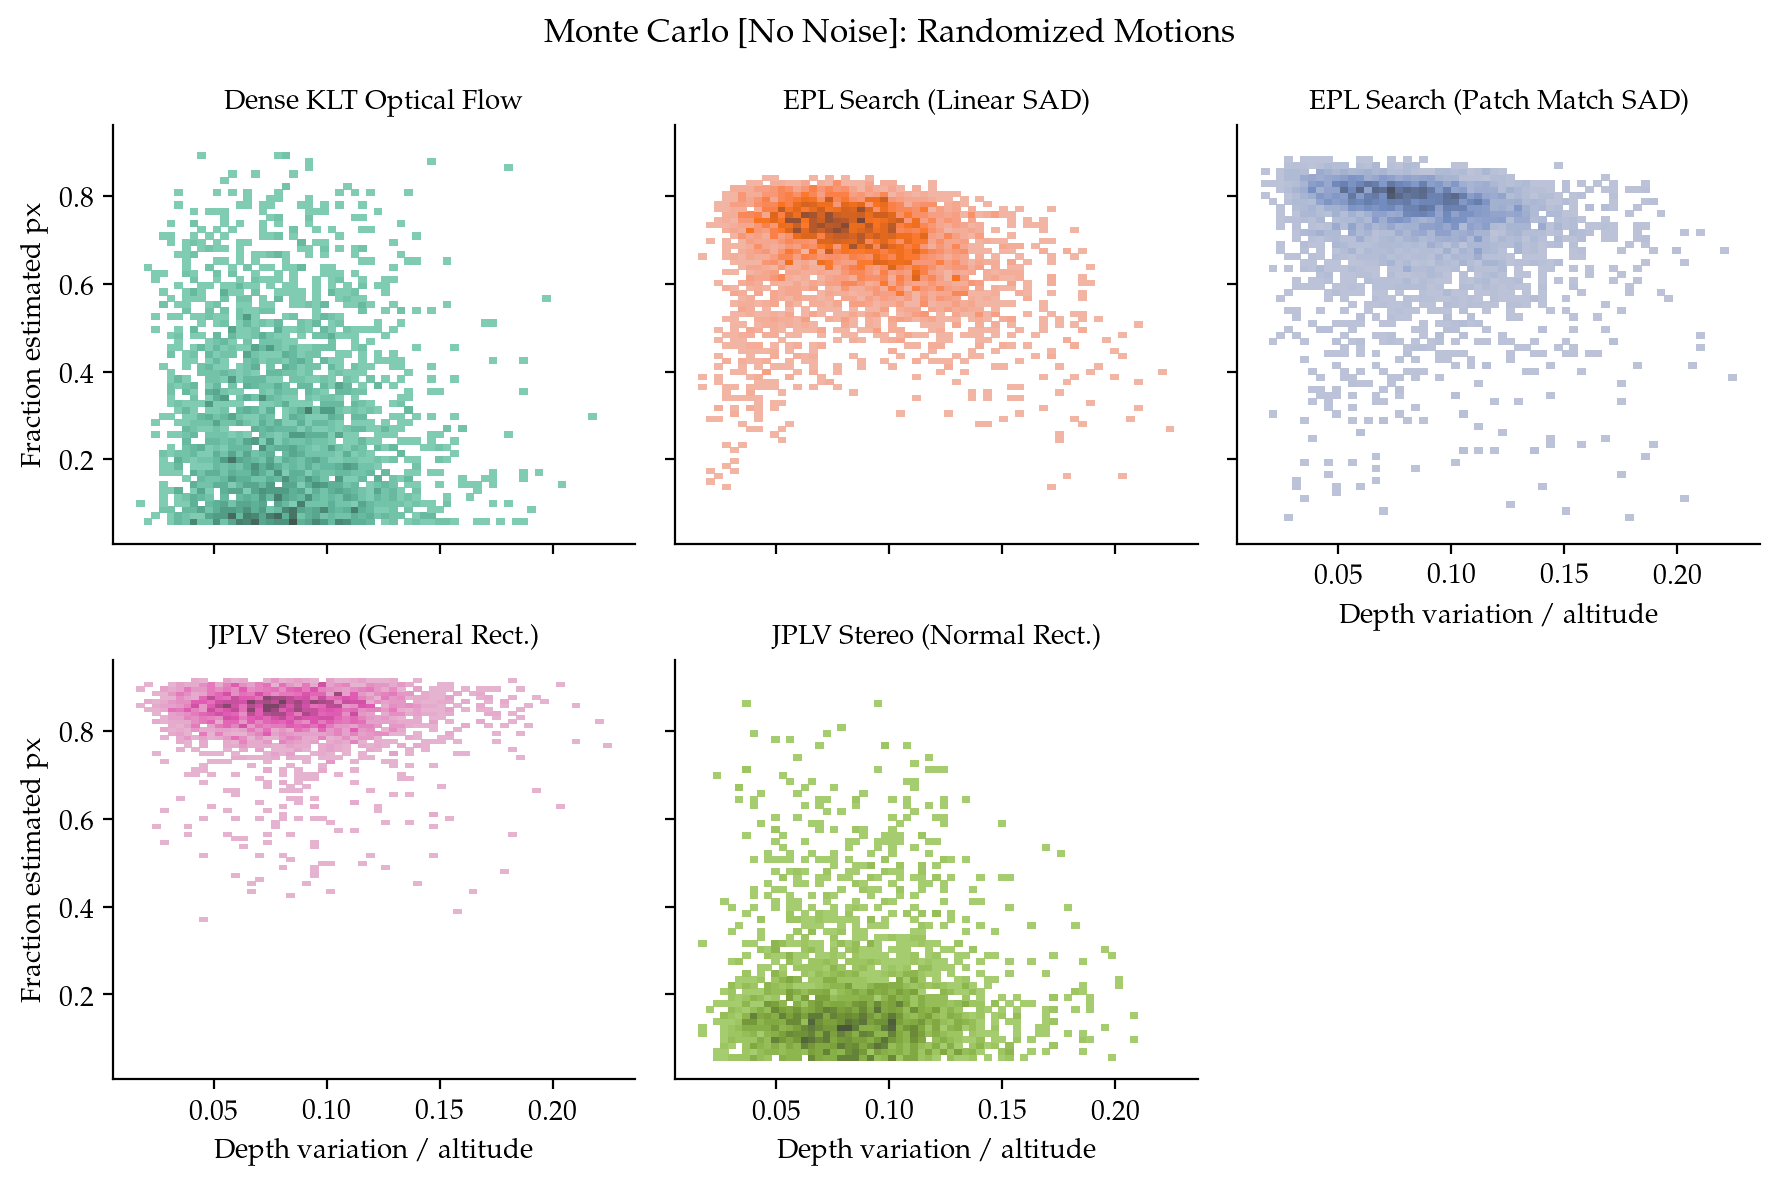 Monte Carlo [No Noise]: Randomized Motions
Dense KLT Optical Flow
EPL Search (Linear SAD)
EPL Search (Patch Match SAD)
Fraction estimated px
0.8
0.6
0.4
0.2
0.05 0.10 0.15 0.20
Depth variation / altitude
JPLV Stereo (General Rect.)
JPLV Stereo (Normal Rect.)
Fraction estimated px
0.8
0.6
0.4
0.2
0.05 0.10 0.15 0.20
Depth variation / altitude
0.05 0.10 0.15 0.20
Depth variation / altitude